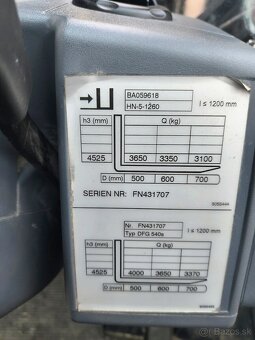 BA059618
HN-5-1260
l ≤ 1200 mm
h3 (mm) Q (kg)
4525 3650 3350 3100
D (mm) 500 600 700
SERIEN NR: FN431707
Nr. FN431707
Typ DFG 540s
l ≤ 1200 mm
h3 (mm) Q (kg)
4525 4000 3650 3370
D (mm) 500 600 700
bazos.sk